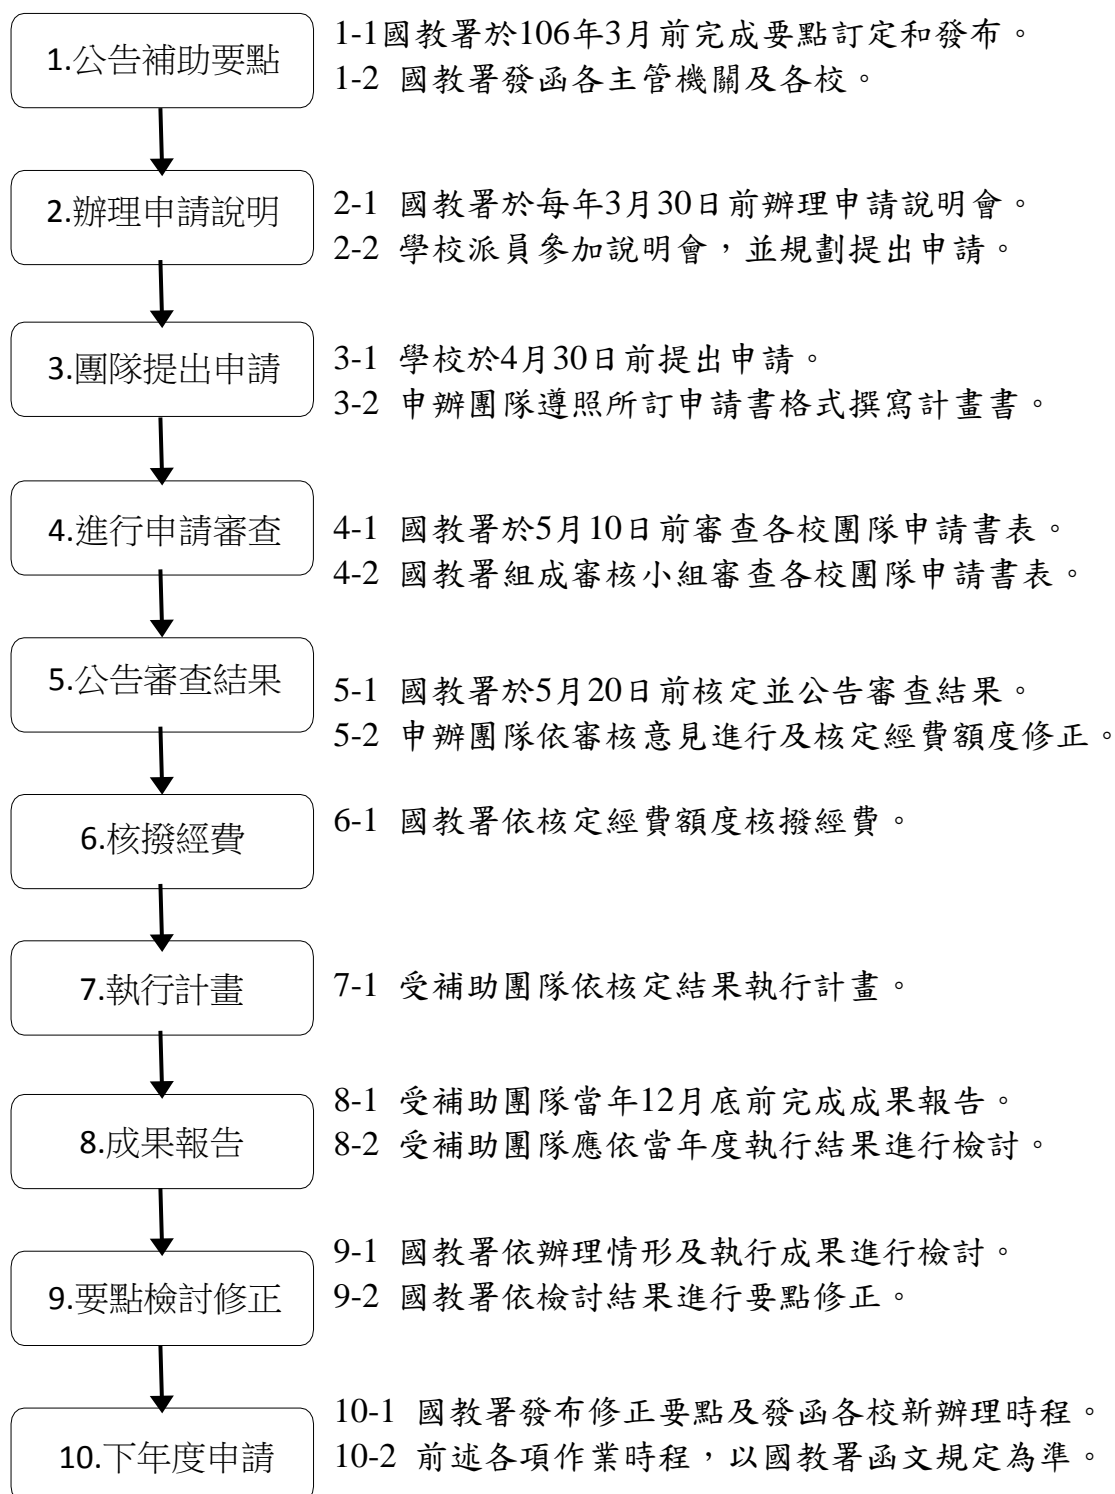 1.公告補助要點
1-1國教署於106年3月前完成要點訂定和發布。
1-2 國教署發函各主管機關及各校。
2.辦理申請說明
2-1 國教署於每年3月30日前辦理申請說明會。
2-2 學校派員參加說明會，並規劃提出申請。
3.團隊提出申請
3-1 學校於4月30日前提出申請。
3-2 申辦團隊遵照所訂申請書格式撰寫計畫書。
4.進行申請審查
4-1 國教署於5月10日前審查各校團隊申請書表。
4-2 國教署組成審核小組審查各校團隊申請書表。
5.公告審查結果
5-1 國教署於5月20日前核定並公告審查結果。
5-2 申辦團隊依審核意見進行及核定經費額度修正。
6.核撥經費
6-1 國教署依核定經費額度核撥經費。
7.執行計畫
7-1 受補助團隊依核定結果執行計畫。
8.成果報告
8-1 受補助團隊當年12月底前完成成果報告。
8-2 受補助團隊應依當年度執行結果進行檢討。
9.要點檢討修正
9-1 國教署依辦理情形及執行成果進行檢討。
9-2 國教署依檢討結果進行要點修正。
10.下年度申請
10-1 國教署發布修正要點及發函各校新辦理時程。
10-2 前述各項作業時程，以國教署函文規定為準。